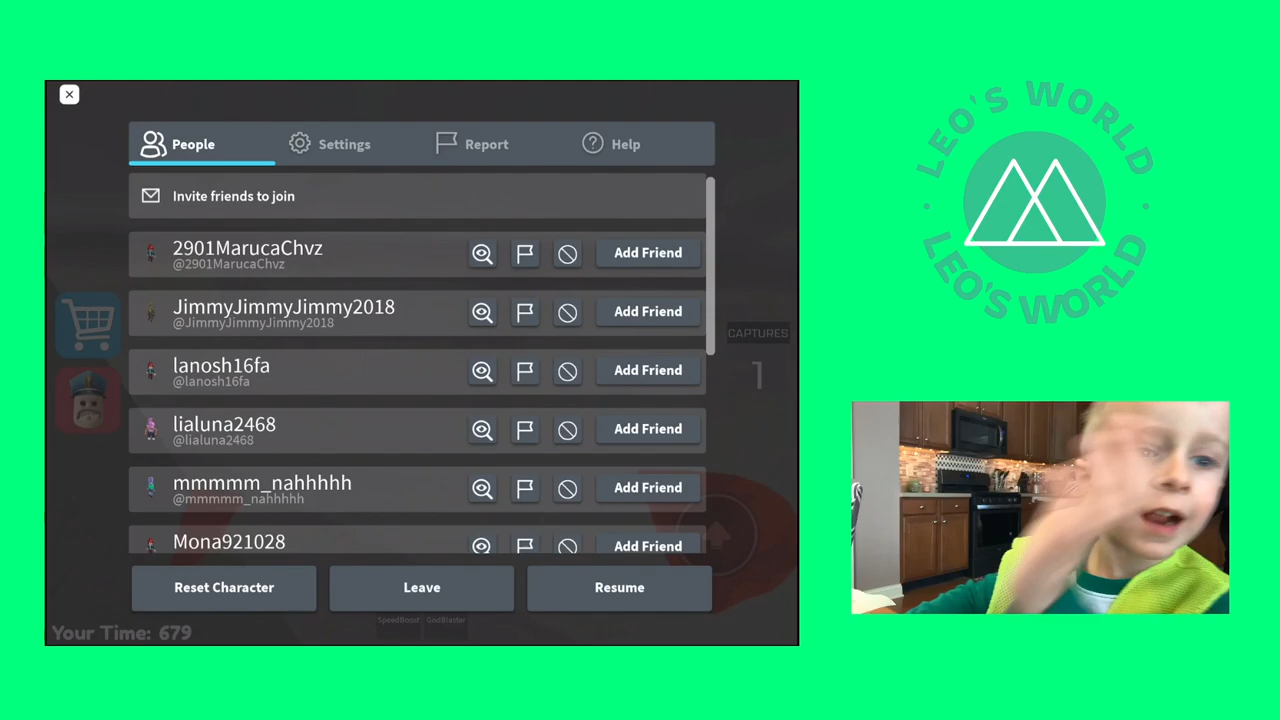 People
Settings
Report
Help
Invite friends to join
2901MarucaChvz
@2901MarucaChvz
Add Friend
JimmyJimmyJimmy2018
@JimmyJimmyJimmy2018
Add Friend
lanosh16fa
@lanosh16fa
Add Friend
lialuna2468
@lialuna2468
Add Friend
mmmmm_nahhhhh
@mmmmm_nahhhhh
Add Friend
Mona921028
Add Friend
Reset Character
Leave
Resume
CAPTURES
1
SpeedBoost
GodBlaster
Your Time: 679
LEO'S WORLD
LEO'S WORLD